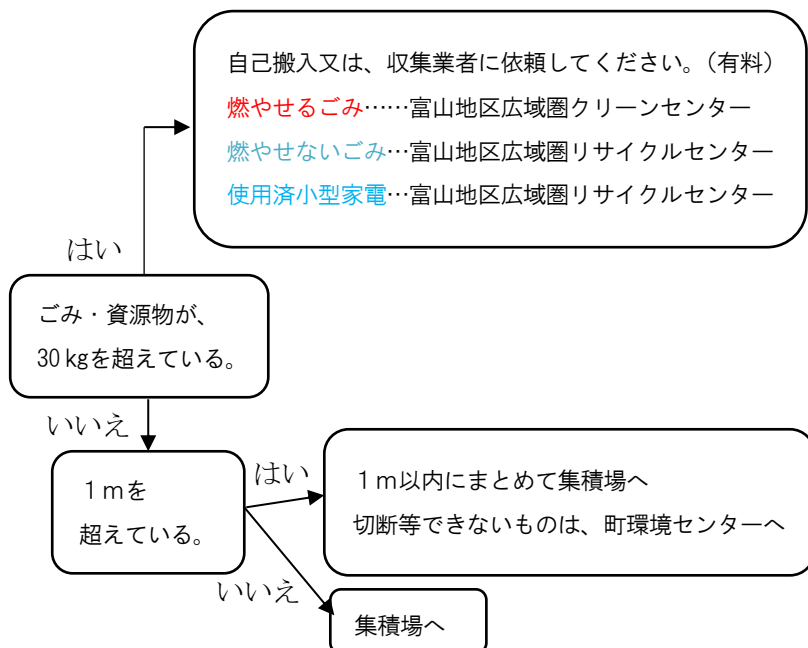 自己搬入又は、収集業者に依頼してください。（有料）
燃やせるごみ……富山地区広域圏クリーンセンター
燃やせないごみ…富山地区広域圏リサイクルセンター
使用済小型家電…富山地区広域圏リサイクルセンター
はい
ごみ・資源物が、
30㎏を超えている。
いいえ
１ｍを
超えている。
はい
１ｍ以内にまとめて集積場へ
切断等できないものは、町環境センターへ
いいえ
集積場へ